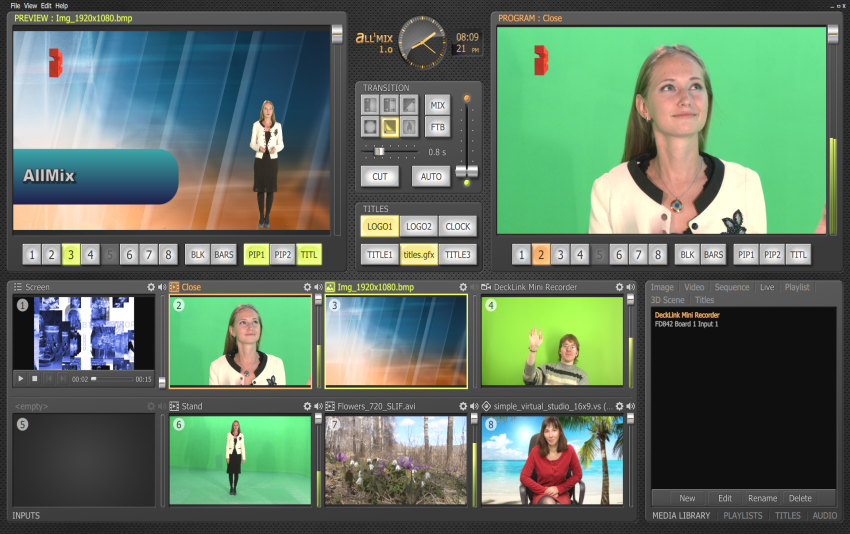 File View Edit Help
PREVIEW : Img_1920x1080.bmp
AllMix
1 2 3 4 5 6 7 8 BLK BARS PIP1 PIP2 TITL
ALL'MIX
1.0
08:09
21 PM
TRANSITION
MIX
FTB
0.8 s
CUT AUTO
TITLES
LOGO1 LOGO2 CLOCK
TITLE1 titles.gfx TITLE3
PROGRAM : Close
1 2 3 4 5 6 7 8 BLK BARS PIP1 PIP2 TITL
Screen
1
00:02 00:15
Close
2
Img_1920x1080.bmp
3
DeckLink Mini Recorder
4
<empty>
5
Stand
6
Flowers_720_SLIF.avi
7
simple_virtual_studio_16x9.vs (...
8
INPUTS
Image Video Sequence Live Playlist
3D Scene Titles
DeckLink Mini Recorder
FD842 Board 1 Input 1
New Edit Rename Delete
MEDIA LIBRARY PLAYLISTS TITLES AUDIO